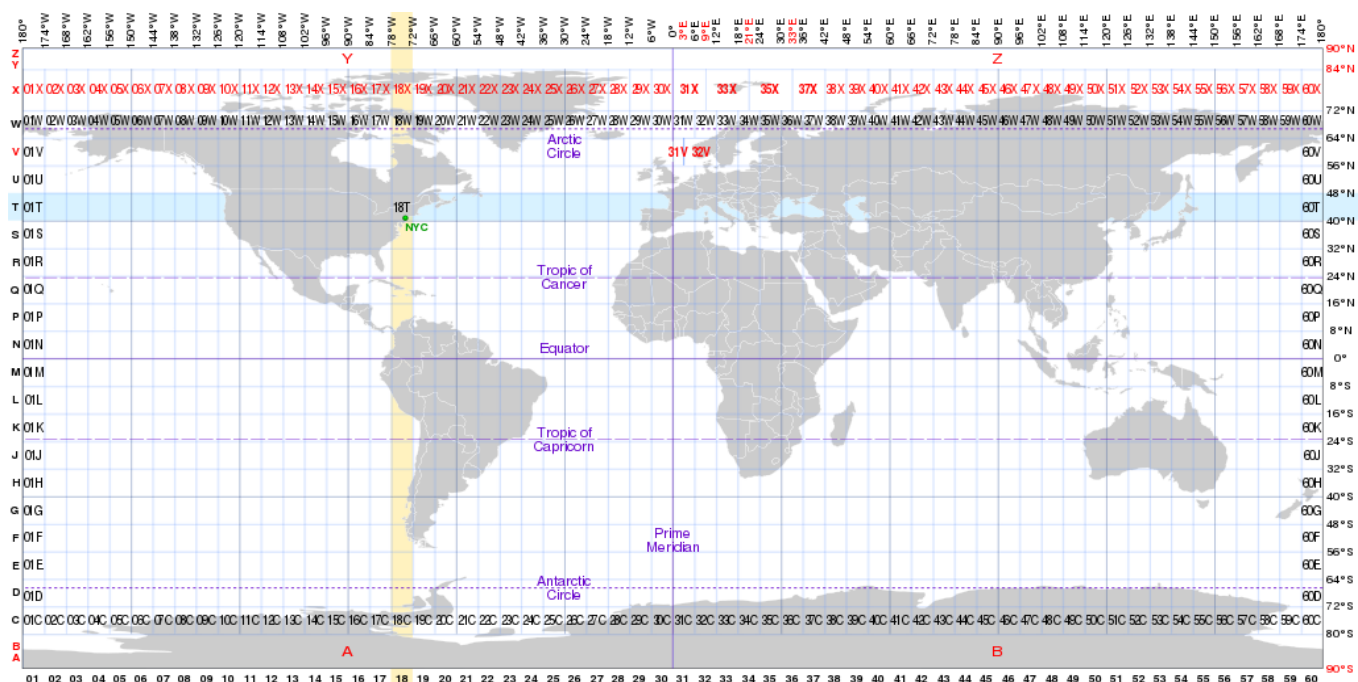 180° 174°W 168°W 162°W 156°W 150°W 144°W 138°W 132°W 126°W 120°W 114°W 108°W 102°W 96°W 90°W 84°W 78°W 72°W 66°W 60°W 54°W 48°W 42°W 36°W 30°W 24°W 18°W 12°W 6°W 0° 3°E 6°E 9°E 12°E 18°E 21°E 24°E 30°E 33°E 36°E 42°E 48°E 54°E 60°E 66°E 72°E 78°E 84°E 90°E 96°E 102°E 108°E 114°E 120°E 126°E 132°E 138°E 144°E 150°E 156°E 162°E 168°E 174°E 180°
Z 90°N
Y Y Z
84°N
X 01X 02X 03X 04X 05X 06X 07X 08X 09X 10X 11X 12X 13X 14X 15X 16X 17X 18X 19X 20X 21X 22X 23X 24X 25X 26X 27X 28X 29X 30X 31X 33X 35X 37X 38X 39X 40X 41X 42X 43X 44X 45X 46X 47X 48X 49X 50X 51X 52X 53X 54X 55X 56X 57X 58X 59X 60X
72°N
W 01W 02W 03W 04W 05W 06W 07W 08W 09W 10W 11W 12W 13W 14W 15W 16W 17W 18W 19W 20W 21W 22W 23W 24W 25W 26W 27W 28W 29W 30W 31W 32W 33W 34W 35W 36W 37W 38W 39W 40W 41W 42W 43W 44W 45W 46W 47W 48W 49W 50W 51W 52W 53W 54W 55W 56W 57W 58W 59W 60W
Arctic
Circle
64°N
V 01V 31V 32V 60V
56°N
U 01U 60U
48°N
T 01T 18T 60T
NYC
40°N
S 01S 60S
32°N
R 01R 60R
Tropic of
Cancer
24°N
Q 01Q 60Q
16°N
P 01P 60P
8°N
N 01N Equator 60N
0°
M 01M 60M
8°S
L 01L 60L
16°S
K 01K 60K
Tropic of
Capricorn
24°S
J 01J 60J
32°S
H 01H 60H
40°S
G 01G 60G
48°S
F 01F 60F
Prime
Meridian
56°S
E 01E 60E
64°S
Antarctic
Circle
D 01D 60D
72°S
C 01C 02C 03C 04C 05C 06C 07C 08C 09C 10C 11C 12C 13C 14C 15C 16C 17C 18C 19C 20C 21C 22C 23C 24C 25C 26C 27C 28C 29C 30C 31C 32C 33C 34C 35C 36C 37C 38C 39C 40C 41C 42C 43C 44C 45C 46C 47C 48C 49C 50C 51C 52C 53C 54C 55C 56C 57C 58C 59C 60C
80°S
B A B
A 90°S
01 02 03 04 05 06 07 08 09 10 11 12 13 14 15 16 17 18 19 20 21 22 23 24 25 26 27 28 29 30 31 32 33 34 35 36 37 38 39 40 41 42 43 44 45 46 47 48 49 50 51 52 53 54 55 56 57 58 59 60